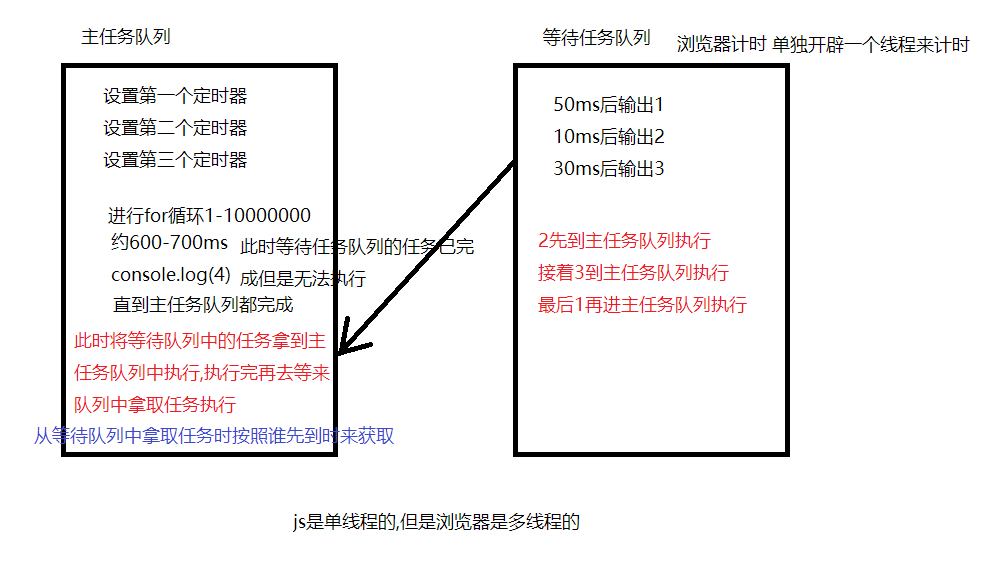 主任务队列
设置第一个定时器
设置第二个定时器
设置第三个定时器
进行for循环1-10000000
约600-700ms
此时等待任务队列的任务已完
console.log(4)
成但是无法执行
直到主任务队列都完成
此时将等待队列中的任务拿到主
任务队列中执行,执行完再去等来
队列中拿取任务执行
从等待队列中拿取任务时按照谁先到时来获取
等待任务队列
浏览器计时 单独开辟一个线程来计时
50ms后输出1
10ms后输出2
30ms后输出3
2先到主任务队列执行
接着3到主任务队列执行
最后1再进主任务队列执行
js是单线程的,但是浏览器是多线程的